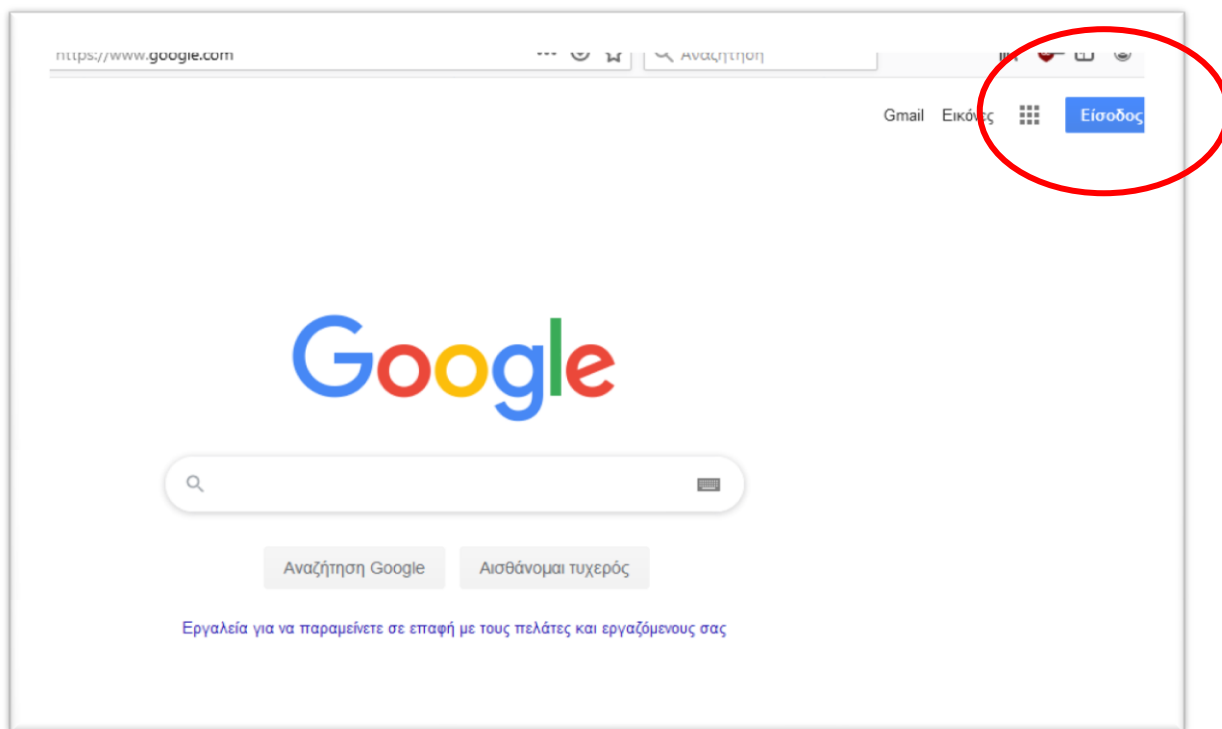 https://www.google.com
Αναζήτηση
Gmail Εικόνες Είσοδος
Google
Αναζήτηση Google Αισθάνομαι τυχερός
Εργαλεία για να παραμείνετε σε επαφή με τους πελάτες και εργαζόμενους σας